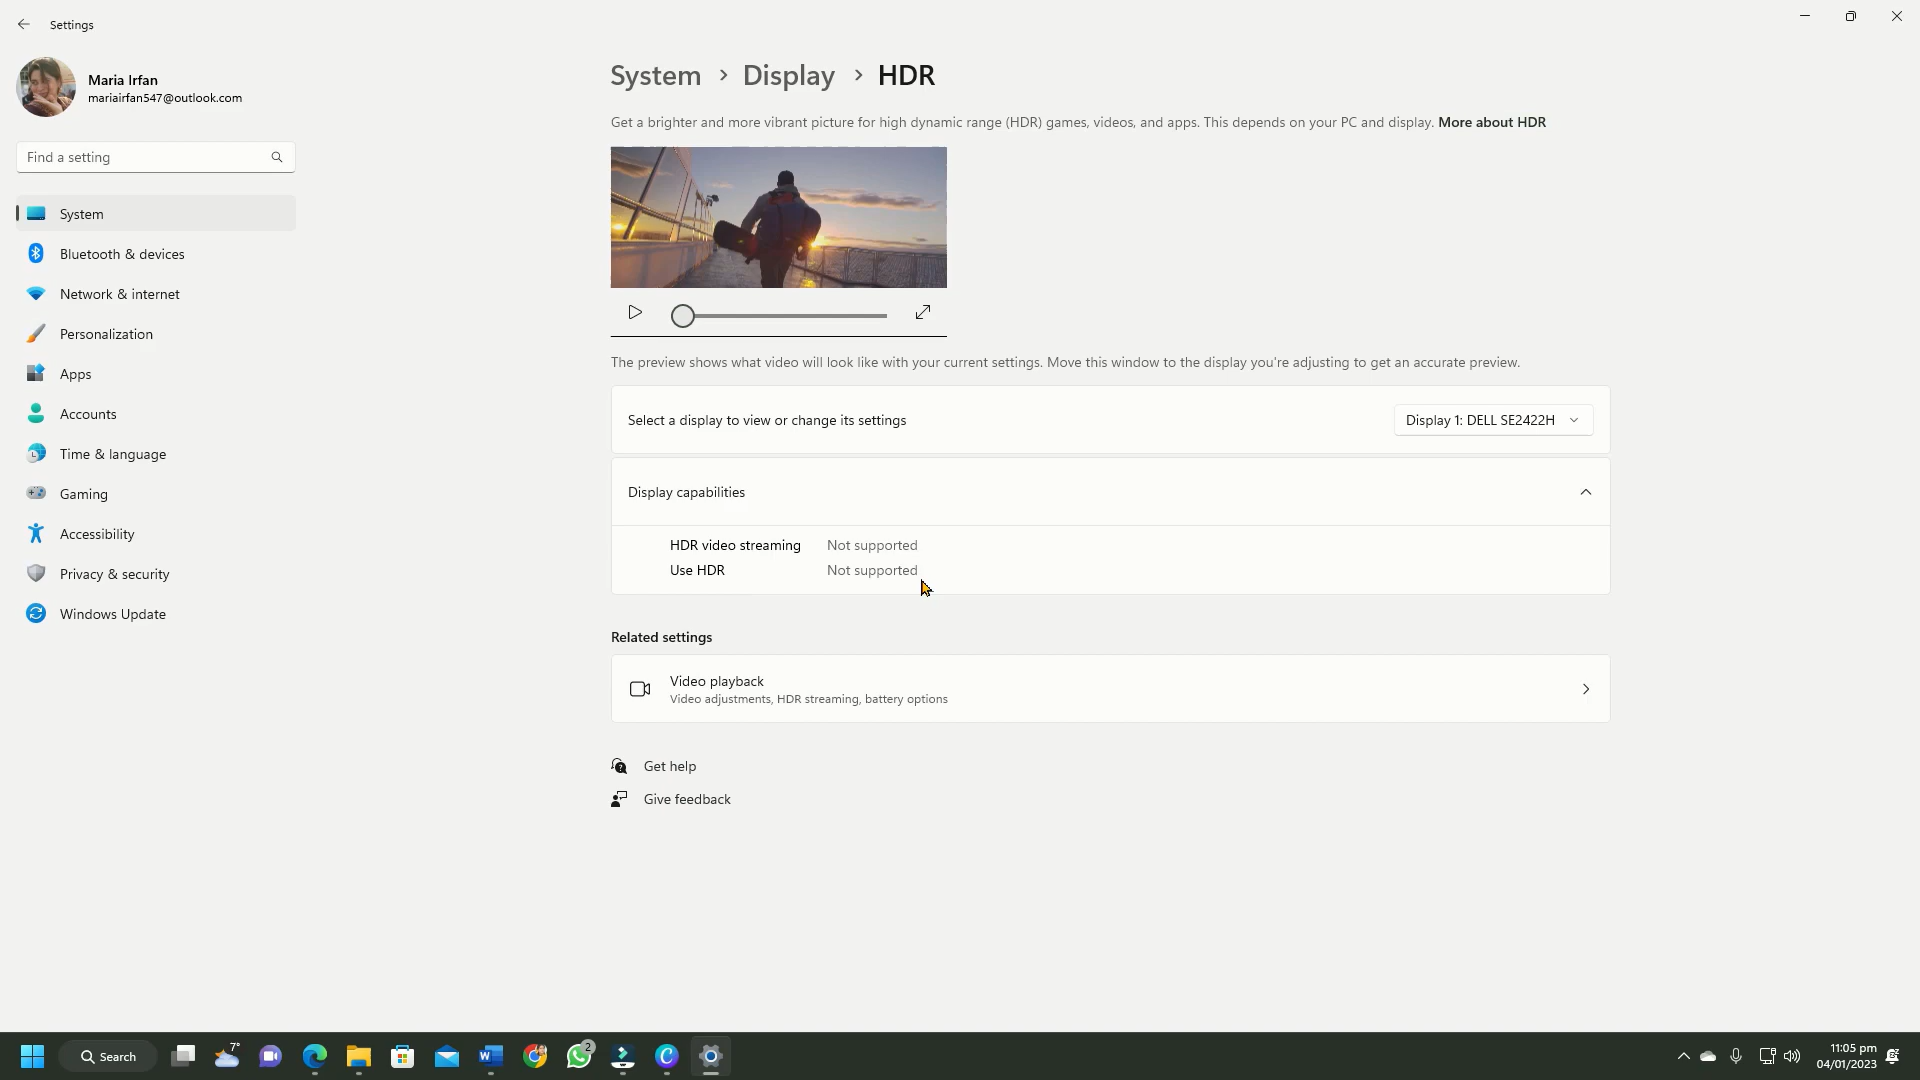 Settings
Maria Irfan
mariairfan547@outlook.com
Find a setting
System
Bluetooth & devices
Network & internet
Personalization
Apps
Accounts
Time & language
Gaming
Accessibility
Privacy & security
Windows Update
System > Display > HDR
Get a brighter and more vibrant picture for high dynamic range (HDR) games, videos, and apps. This depends on your PC and display. More about HDR
The preview shows what video will look like with your current settings. Move this window to the display you're adjusting to get an accurate preview.
Select a display to view or change its settings Display 1: DELL SE2422H
Display capabilities
HDR video streaming Not supported
Use HDR Not supported
Related settings
Video playback
Video adjustments, HDR streaming, battery options
Get help
Give feedback
Search
7°
2
11:05 pm
04/01/2023